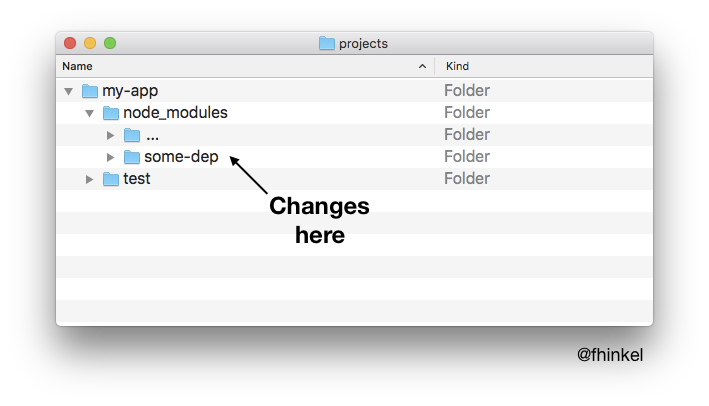 projects
Name Kind
my-app Folder
node_modules Folder
... Folder
some-dep Folder
test Folder
Changes
here
@fhinkel